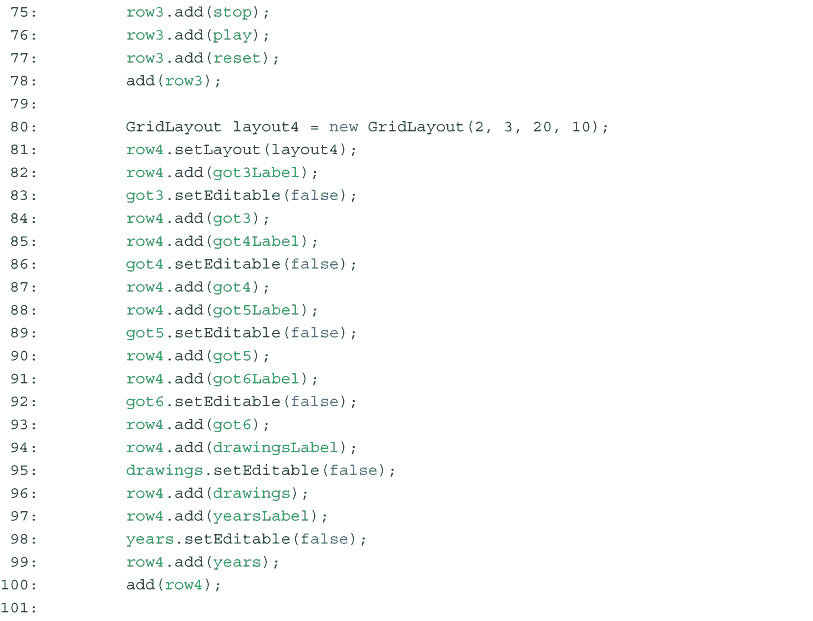 75:         row3.add(stop);
76:         row3.add(play);
77:         row3.add(reset);
78:         add(row3);
79:
80:         GridLayout layout4 = new GridLayout(2, 3, 20, 10);
81:         row4.setLayout(layout4);
82:         row4.add(got3Label);
83:         got3.setEditable(false);
84:         row4.add(got3);
85:         row4.add(got4Label);
86:         got4.setEditable(false);
87:         row4.add(got4);
88:         row4.add(got5Label);
89:         got5.setEditable(false);
90:         row4.add(got5);
91:         row4.add(got6Label);
92:         got6.setEditable(false);
93:         row4.add(got6);
94:         row4.add(drawingsLabel);
95:         drawings.setEditable(false);
96:         row4.add(drawings);
97:         row4.add(yearsLabel);
98:         years.setEditable(false);
99:         row4.add(years);
100:         add(row4);
101: